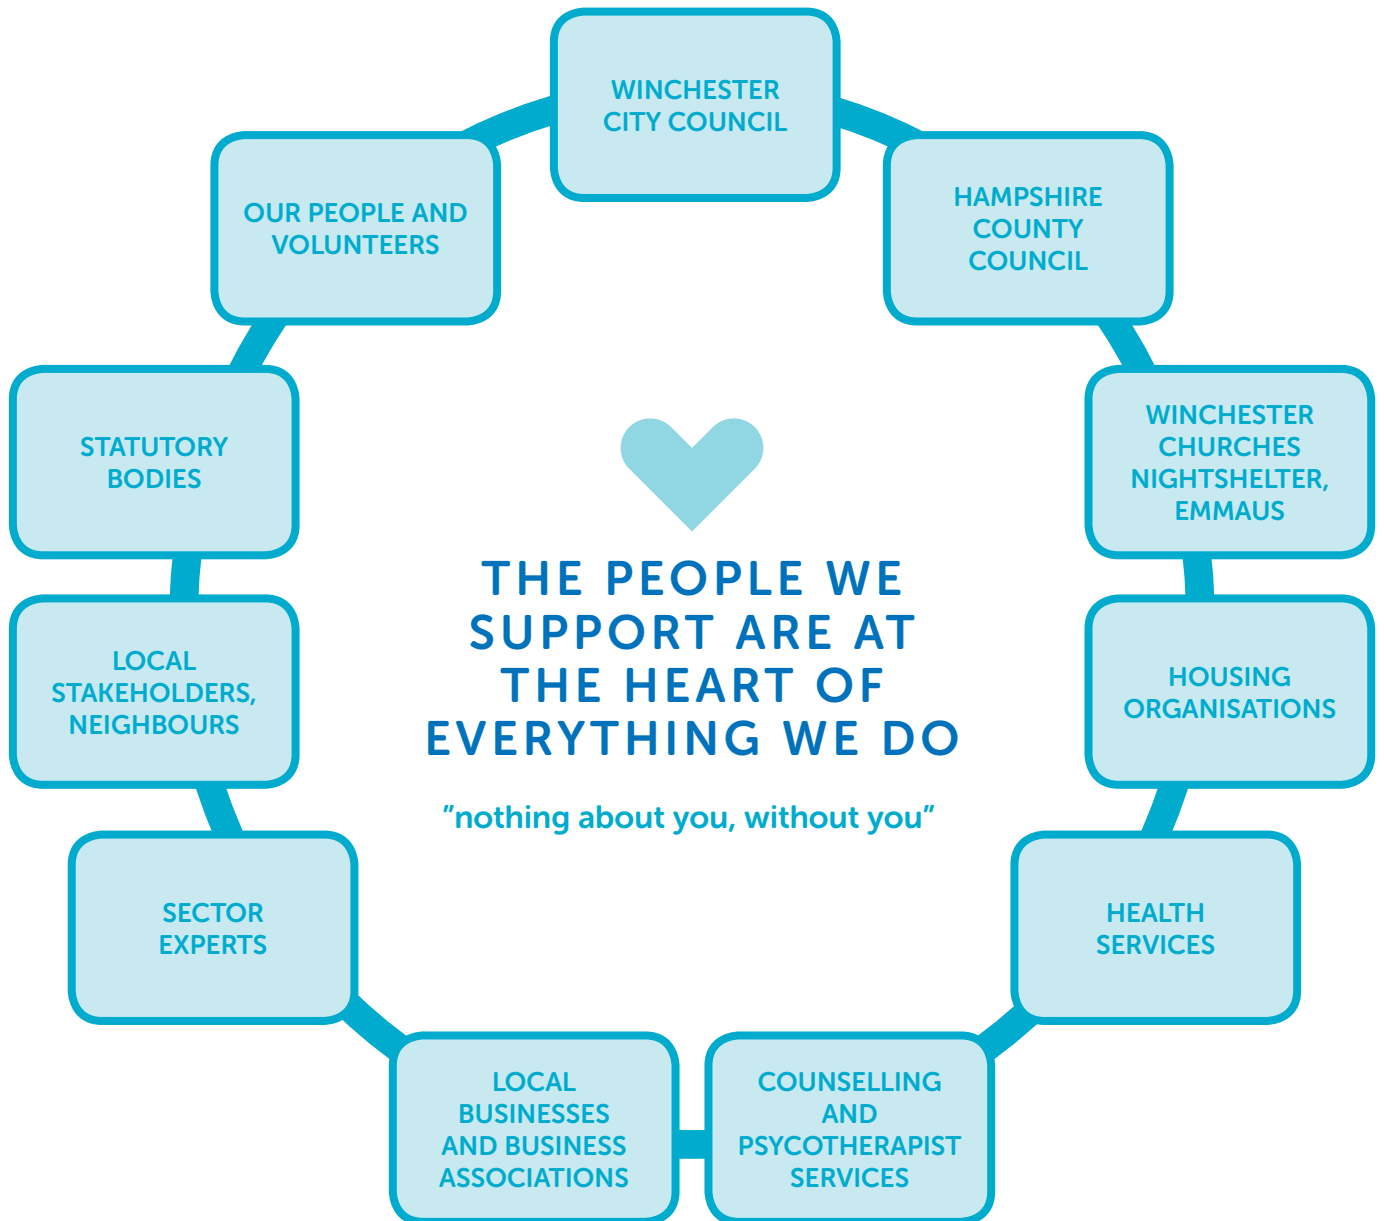 WINCHESTER
CITY COUNCIL
HAMPSHIRE
COUNTY
COUNCIL
WINCHESTER
CHURCHES
NIGHTSHELTER,
EMMAUS
HOUSING
ORGANISATIONS
HEALTH
SERVICES
COUNSELLING
AND
PSYCOTHERAPIST
SERVICES
LOCAL
BUSINESSES
AND BUSINESS
ASSOCIATIONS
SECTOR
EXPERTS
LOCAL
STAKEHOLDERS,
NEIGHBOURS
STATUTORY
BODIES
OUR PEOPLE AND
VOLUNTEERS
THE PEOPLE WE
SUPPORT ARE AT
THE HEART OF
EVERYTHING WE DO
”nothing about you, without you”